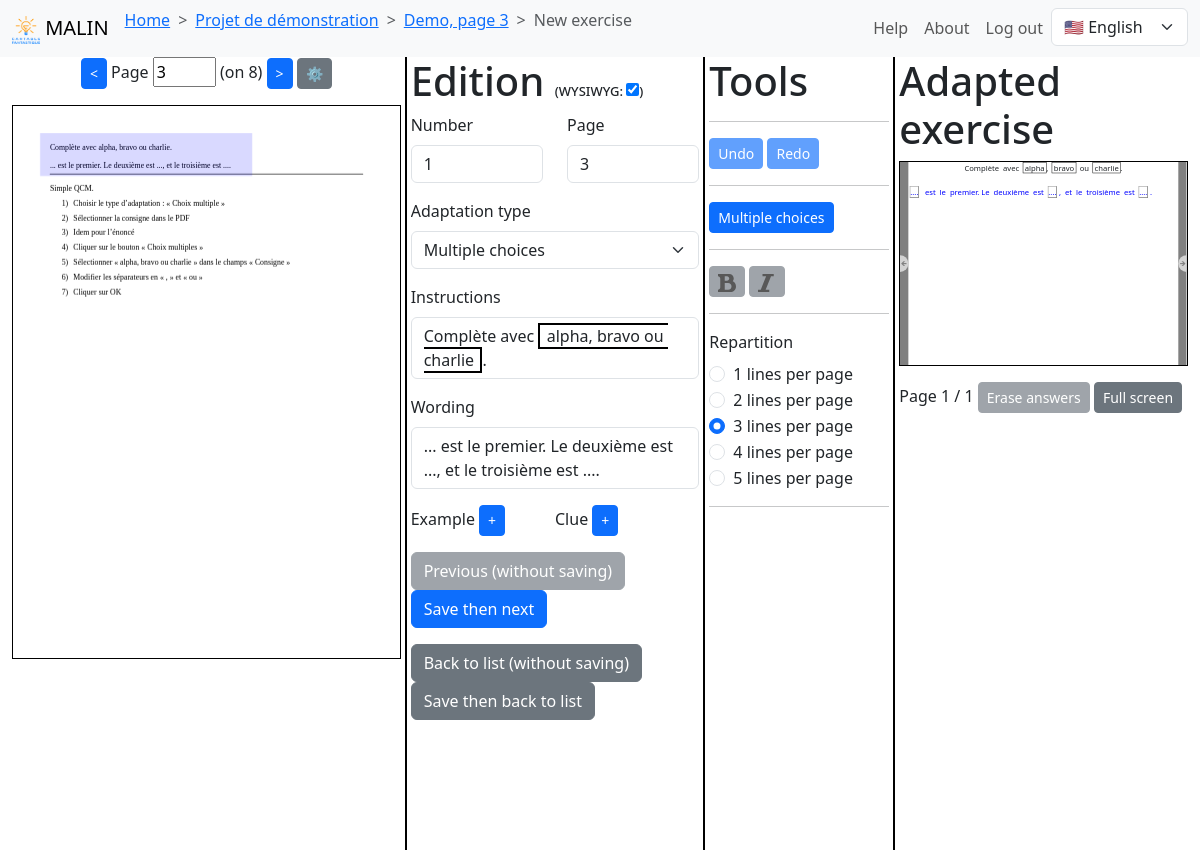 MALIN
Home > Projet de démonstration > Demo, page 3 > New exercise
Help About Log out 🇺🇸 English
< Page 3 (on 8) > ⚙️
Complète avec alpha, bravo ou charlie.
... est le premier. Le deuxième est ..., et le troisième est ....
Simple QCM.
1) Choisir le type d'adaptation : « Choix multiple »
2) Sélectionner la consigne dans le PDF
3) Idem pour l'énoncé
4) Cliquer sur le bouton « Choix multiples »
5) Sélectionner « alpha, bravo ou charlie » dans le champs « Consigne »
6) Modifier les séparateurs en « , » et « ou »
7) Cliquer sur OK
Edition (WYSIWYG: )
Number Page
1 3
Adaptation type
Multiple choices
Instructions
Complète avec alpha, bravo ou
charlie .
Wording
... est le premier. Le deuxième est
..., et le troisième est ....
Example + Clue +
Previous (without saving)
Save then next
Back to list (without saving)
Save then back to list
Tools
Undo Redo
Multiple choices
B I
Repartition
1 lines per page
2 lines per page
3 lines per page
4 lines per page
5 lines per page
Adapted
exercise
Complète avec alpha , bravo ou charlie .
.... est le premier. Le deuxième est .... , et le troisième est .... .
Page 1 / 1 Erase answers Full screen